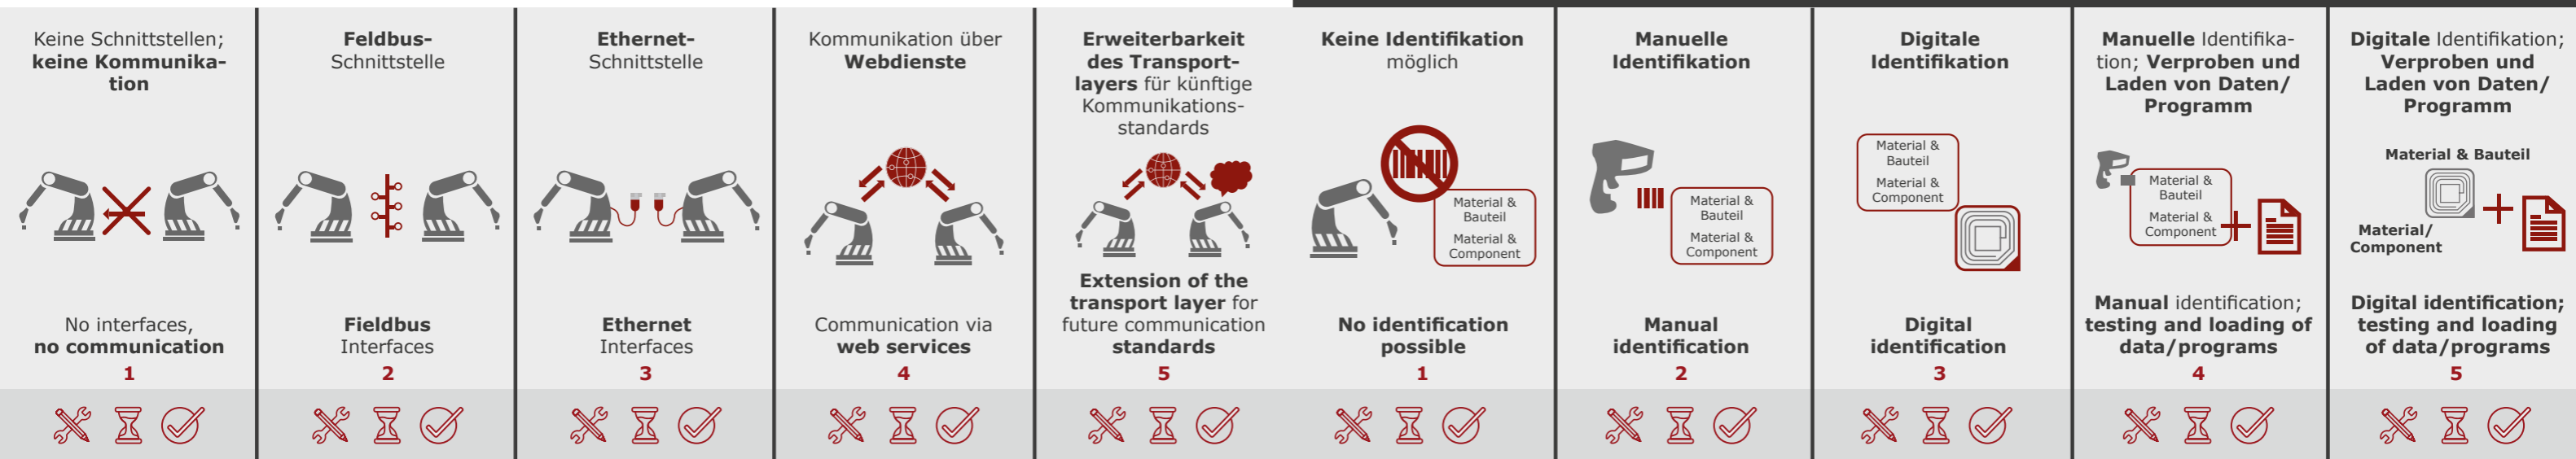 Keine Schnittstellen;
keine Kommunika-
tion
No interfaces,
no communication
1
Feldbus-
Schnittstelle
Fieldbus
Interfaces
2
Ethernet-
Schnittstelle
Ethernet
Interfaces
3
Kommunikation über
Webdienste
Communication via
web services
4
Erweiterbarkeit
des Transport-
layers für künftige
Kommunikations-
standards
Extension of the
transport layer for
future communication
standards
5
Keine Identifikation
möglich
Material &
Bauteil
Material &
Component
No identification
possible
1
Manuelle
Identifikation
Material &
Bauteil
Material &
Component
Manual
identification
2
Digitale
Identifikation
Material &
Bauteil
Material &
Component
Digital
identification
3
Manuelle Identifika-
tion; Verproben und
Laden von Daten/
Programm
Material &
Bauteil
Material &
Component
Manual identification;
testing and loading of
data/programs
4
Digitale Identifikation;
Verproben und
Laden von Daten/
Programm
Material & Bauteil
Material/
Component
Digital identification;
testing and loading
of data/programs
5